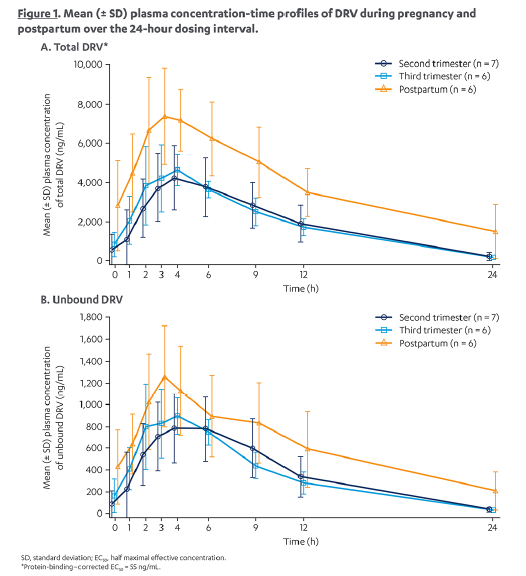 Figure 1. Mean (± SD) plasma concentration-time profiles of DRV during pregnancy and
postpartum over the 24-hour dosing interval.
A. Total DRV*
Mean (± SD) plasma concentration
of total DRV (ng/mL)
10,000
8,000
6,000
4,000
2,000
0
Second trimester (n = 7)
Third trimester (n = 6)
Postpartum (n = 6)
0 1 2 3 4 6 9 12 24
Time (h)
B. Unbound DRV
Mean (± SD) plasma concentration
of unbound DRV (ng/mL)
1,800
1,600
1,400
1,200
1,000
800
600
400
200
0
Second trimester (n = 7)
Third trimester (n = 6)
Postpartum (n = 6)
0 1 2 3 4 6 9 12 24
Time (h)
SD, standard deviation; EC₅₀, half maximal effective concentration.
*Protein-binding–corrected EC₅₀ = 55 ng/mL.